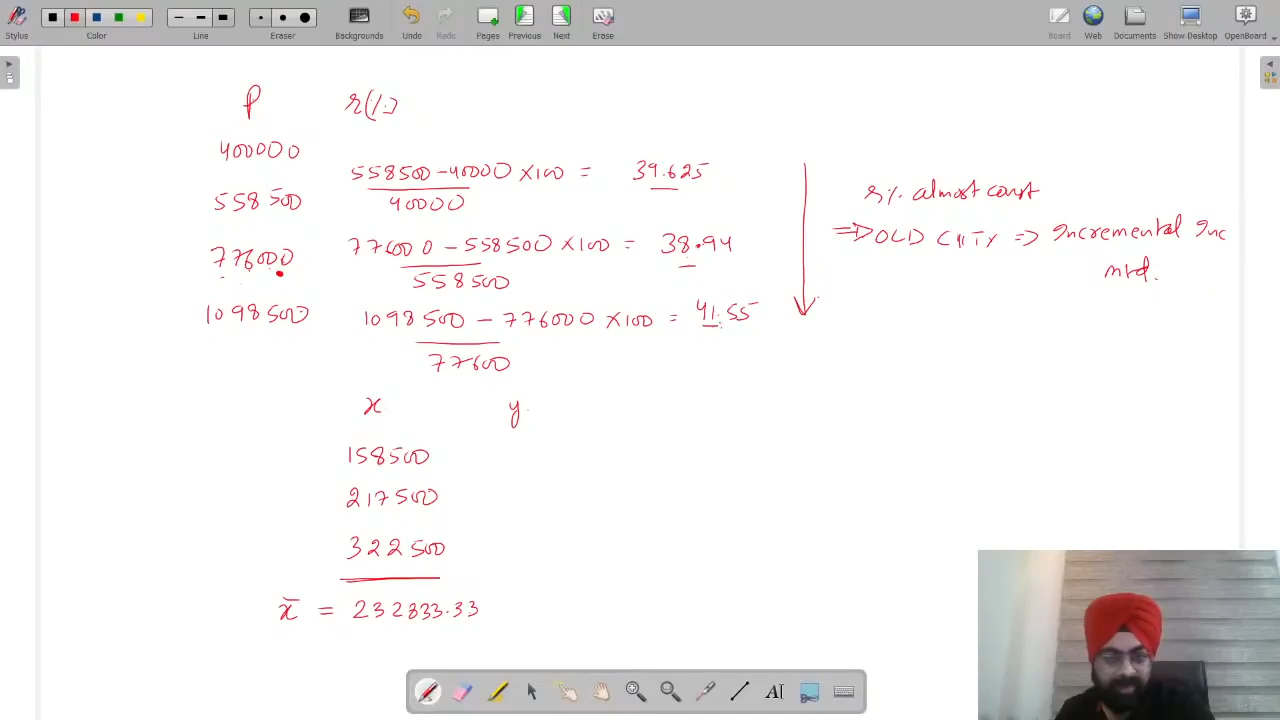 Stylus
Color
Line
Eraser
Backgrounds
Undo
Redo
Pages
Previous
Next
Erase
Board
Web
Documents
Show Desktop
OpenBoard
P r(%)
400000
558500-40000 ×100 = 39.625
40000
558500
776000 - 558500 ×100 = 38.94
558500
776000
1098500
1098500 - 776000 ×100 = 41.55
77600
r% almost const
⇒ OLD CITY ⇒ Incremental Inc
mtd.
x y
158500
217500
322500
x̄ = 232833.33